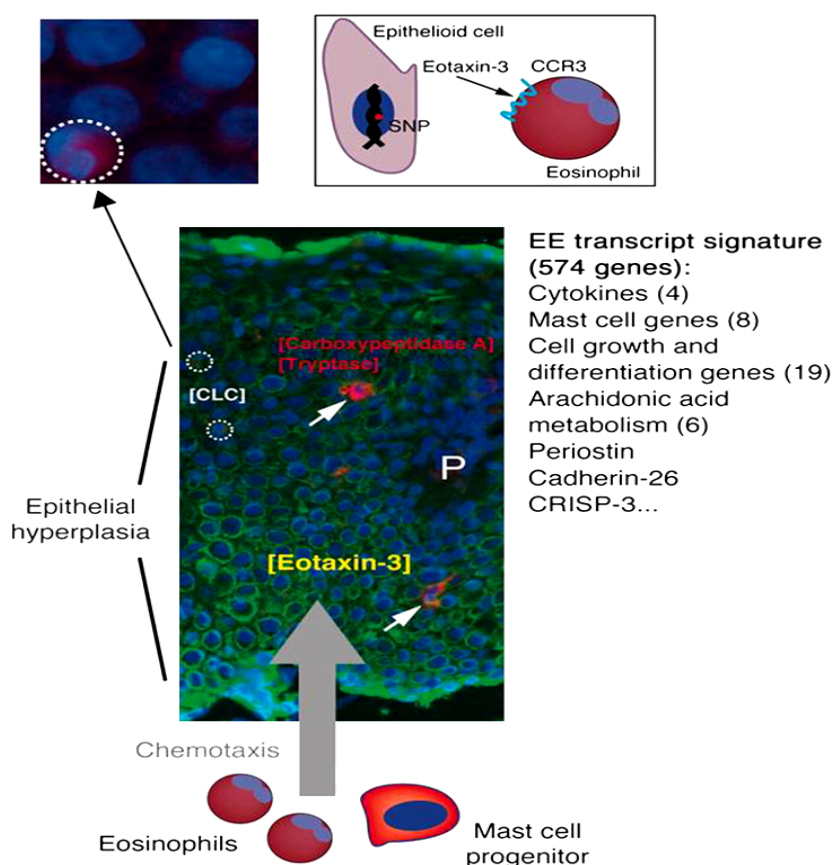 Epithelioid cell
Eotaxin-3
CCR3
SNP
Eosinophil
EE transcript signature
(574 genes):
Cytokines (4)
Mast cell genes (8)
Cell growth and
differentiation genes (19)
Arachidonic acid
metabolism (6)
Periostin
Cadherin-26
CRISP-3...
[Carboxypeptidase A]
[Tryptase]
[CLC]
P
Epithelial
hyperplasia
[Eotaxin-3]
Chemotaxis
Eosinophils
Mast cell
progenitor